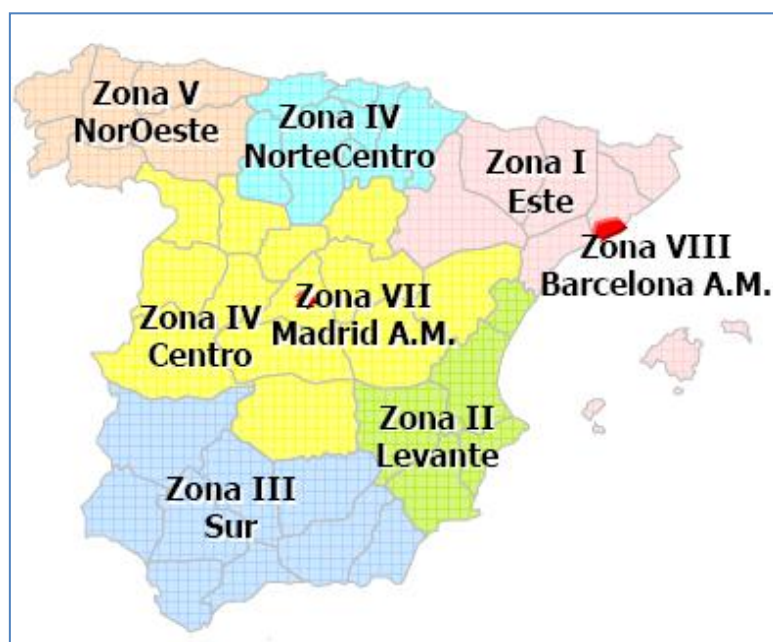 Zona V
NorOeste
Zona IV
NorteCentro
Zona I
Este
Zona VIII
Barcelona A.M.
Zona VII
Madrid A.M.
Zona IV
Centro
Zona II
Levante
Zona III
Sur